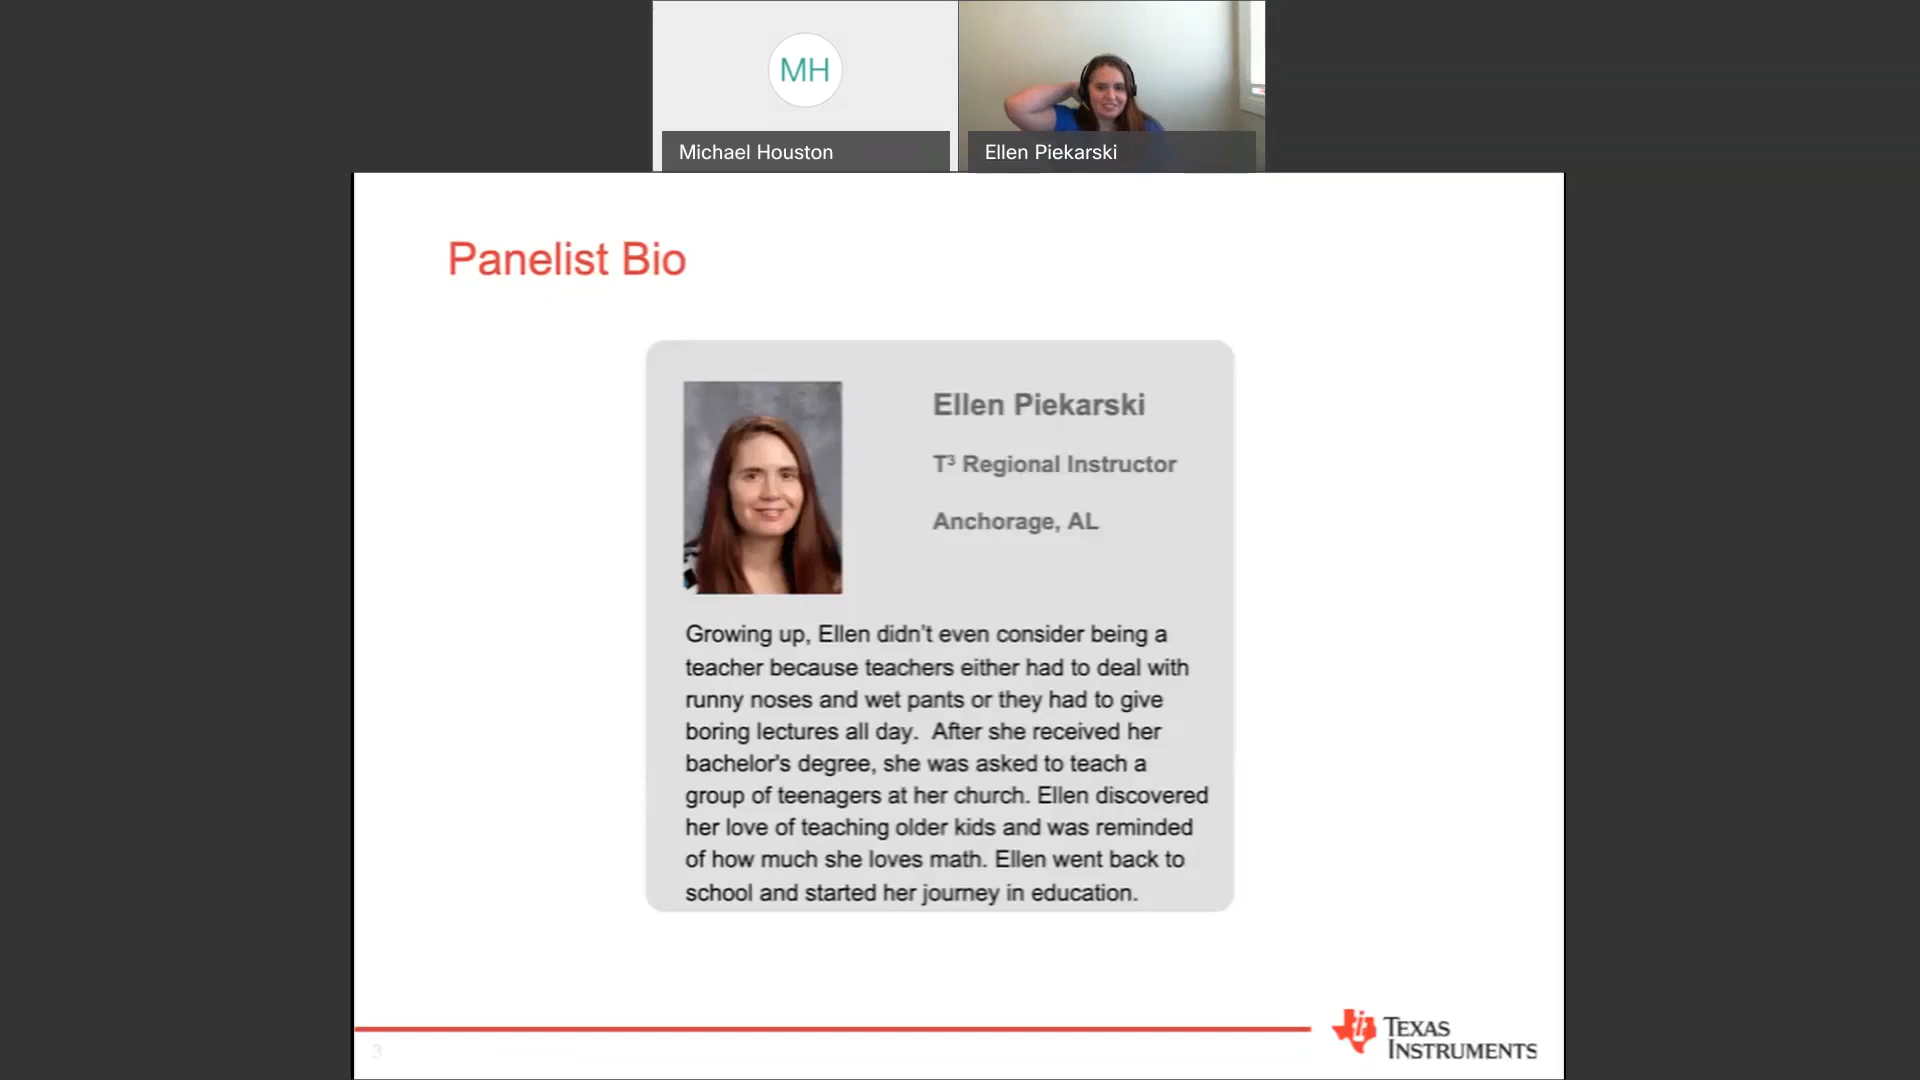 MH
Michael Houston
Ellen Piekarski
Panelist Bio
Ellen Piekarski
T³ Regional Instructor
Anchorage, AL
Growing up, Ellen didn't even consider being a
teacher because teachers either had to deal with
runny noses and wet pants or they had to give
boring lectures all day.  After she received her
bachelor's degree, she was asked to teach a
group of teenagers at her church. Ellen discovered
her love of teaching older kids and was reminded
of how much she loves math. Ellen went back to
school and started her journey in education.
3
TEXAS
INSTRUMENTS